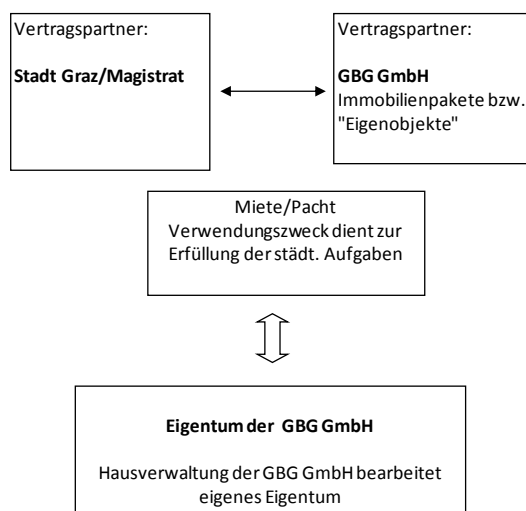 Vertragspartner:
Stadt Graz/Magistrat
Vertragspartner:
GBG GmbH
Immobilienpakete bzw.
"Eigenobjekte"
Miete/Pacht
Verwendungszweck dient zur
Erfüllung der städt. Aufgaben
Eigentum der GBG GmbH
Hausverwaltung der GBG GmbH bearbeitet
eigenes Eigentum